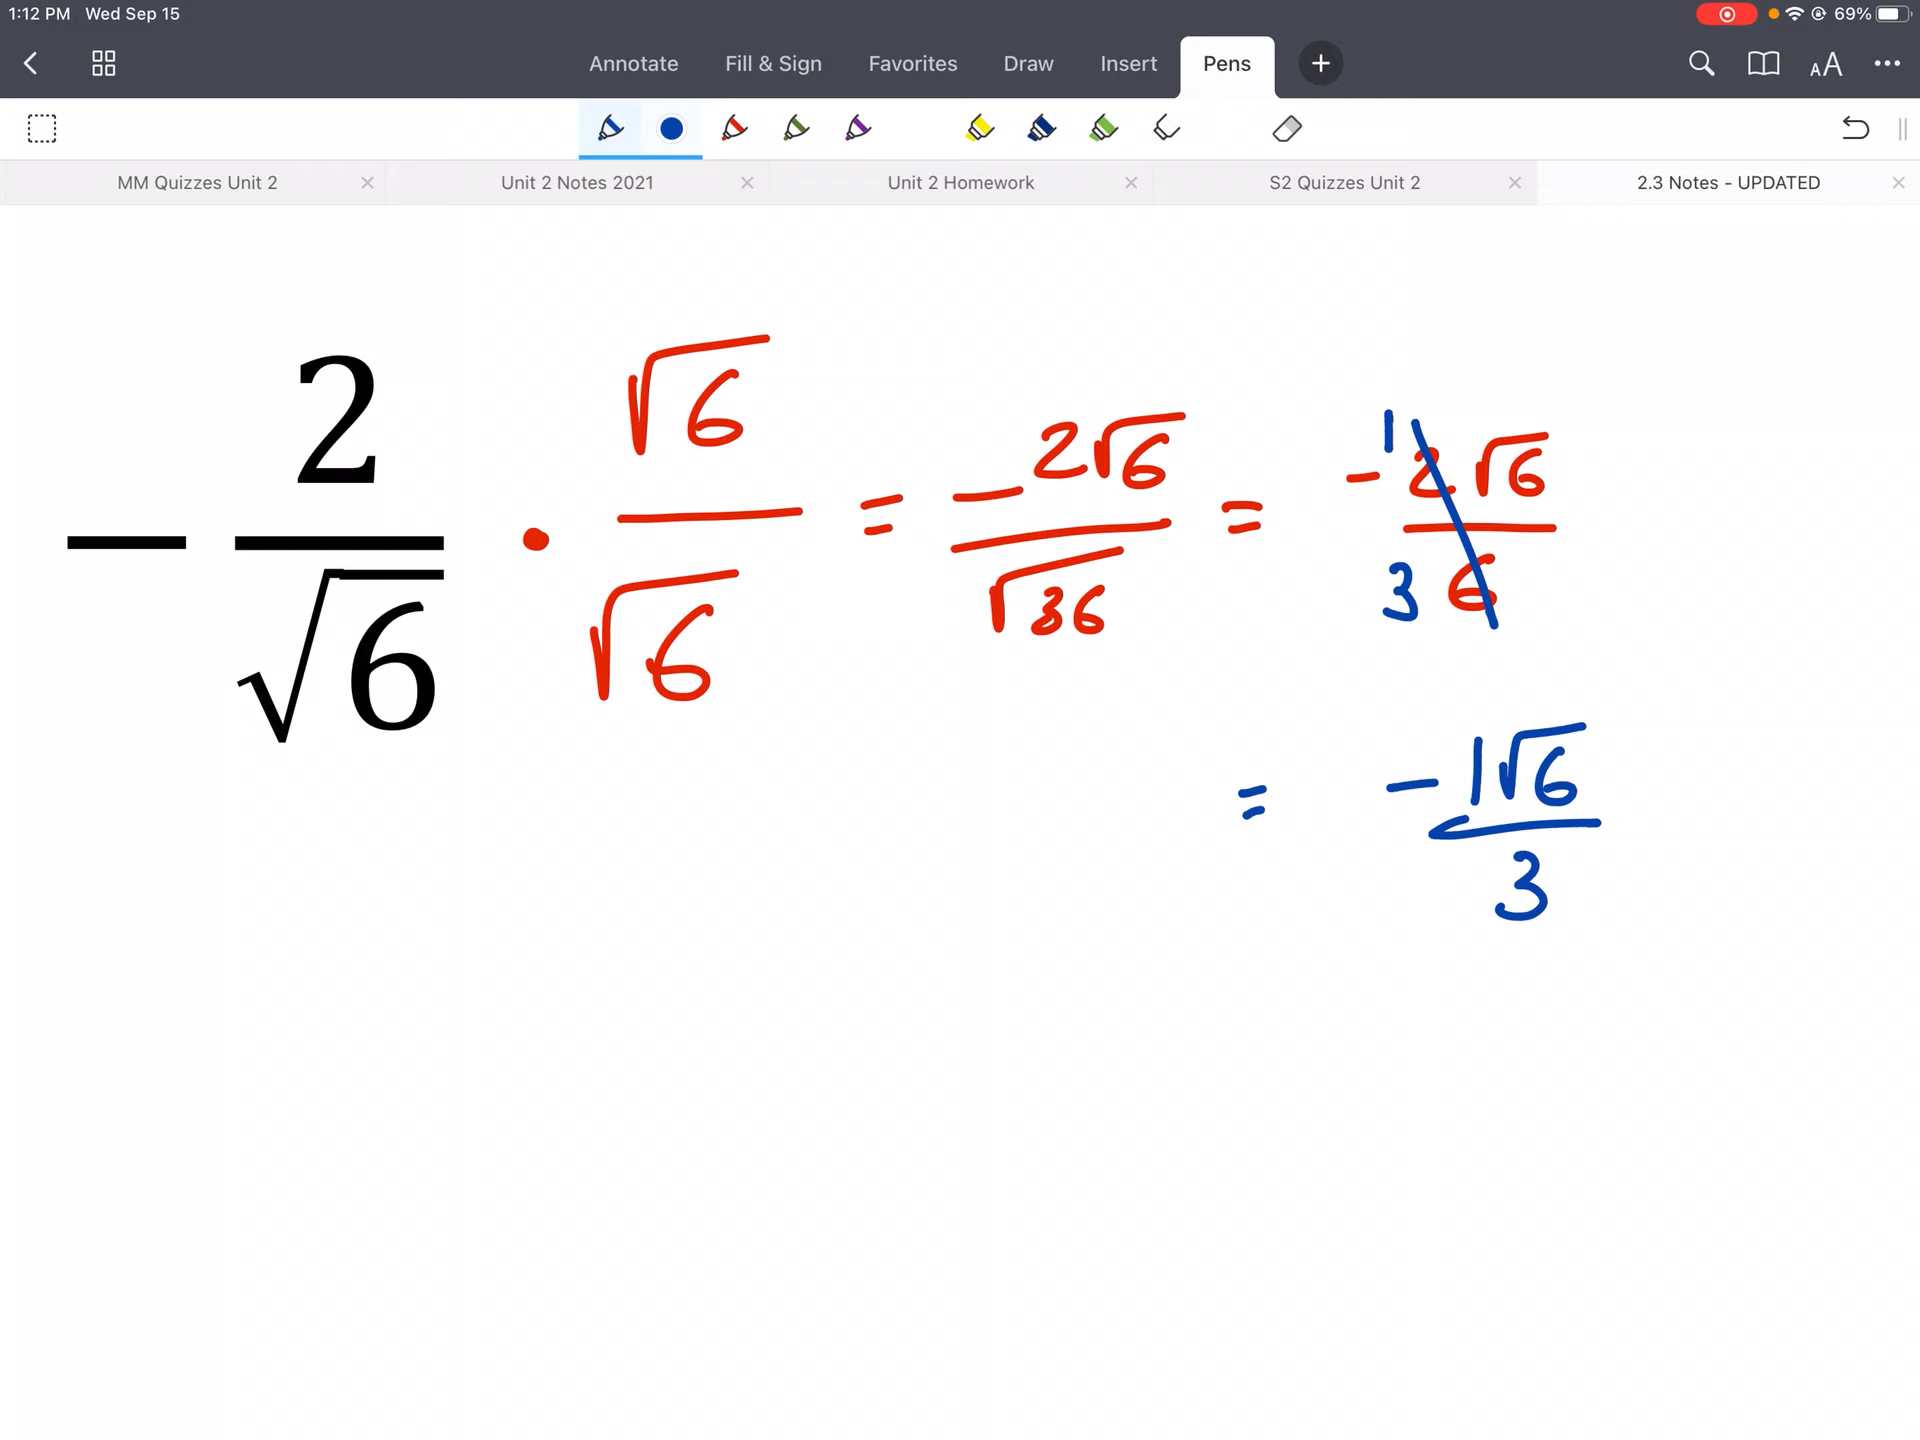 1:12 PM Wed Sep 15 69%
Annotate Fill & Sign Favorites Draw Insert Pens +
AA
MM Quizzes Unit 2 × Unit 2 Notes 2021 × Unit 2 Homework × S2 Quizzes Unit 2 × 2.3 Notes - UPDATED ×
− 2/√6 · √6/√6 = −2√6/√36 = −2√6/6
1
3
= −1√6/3